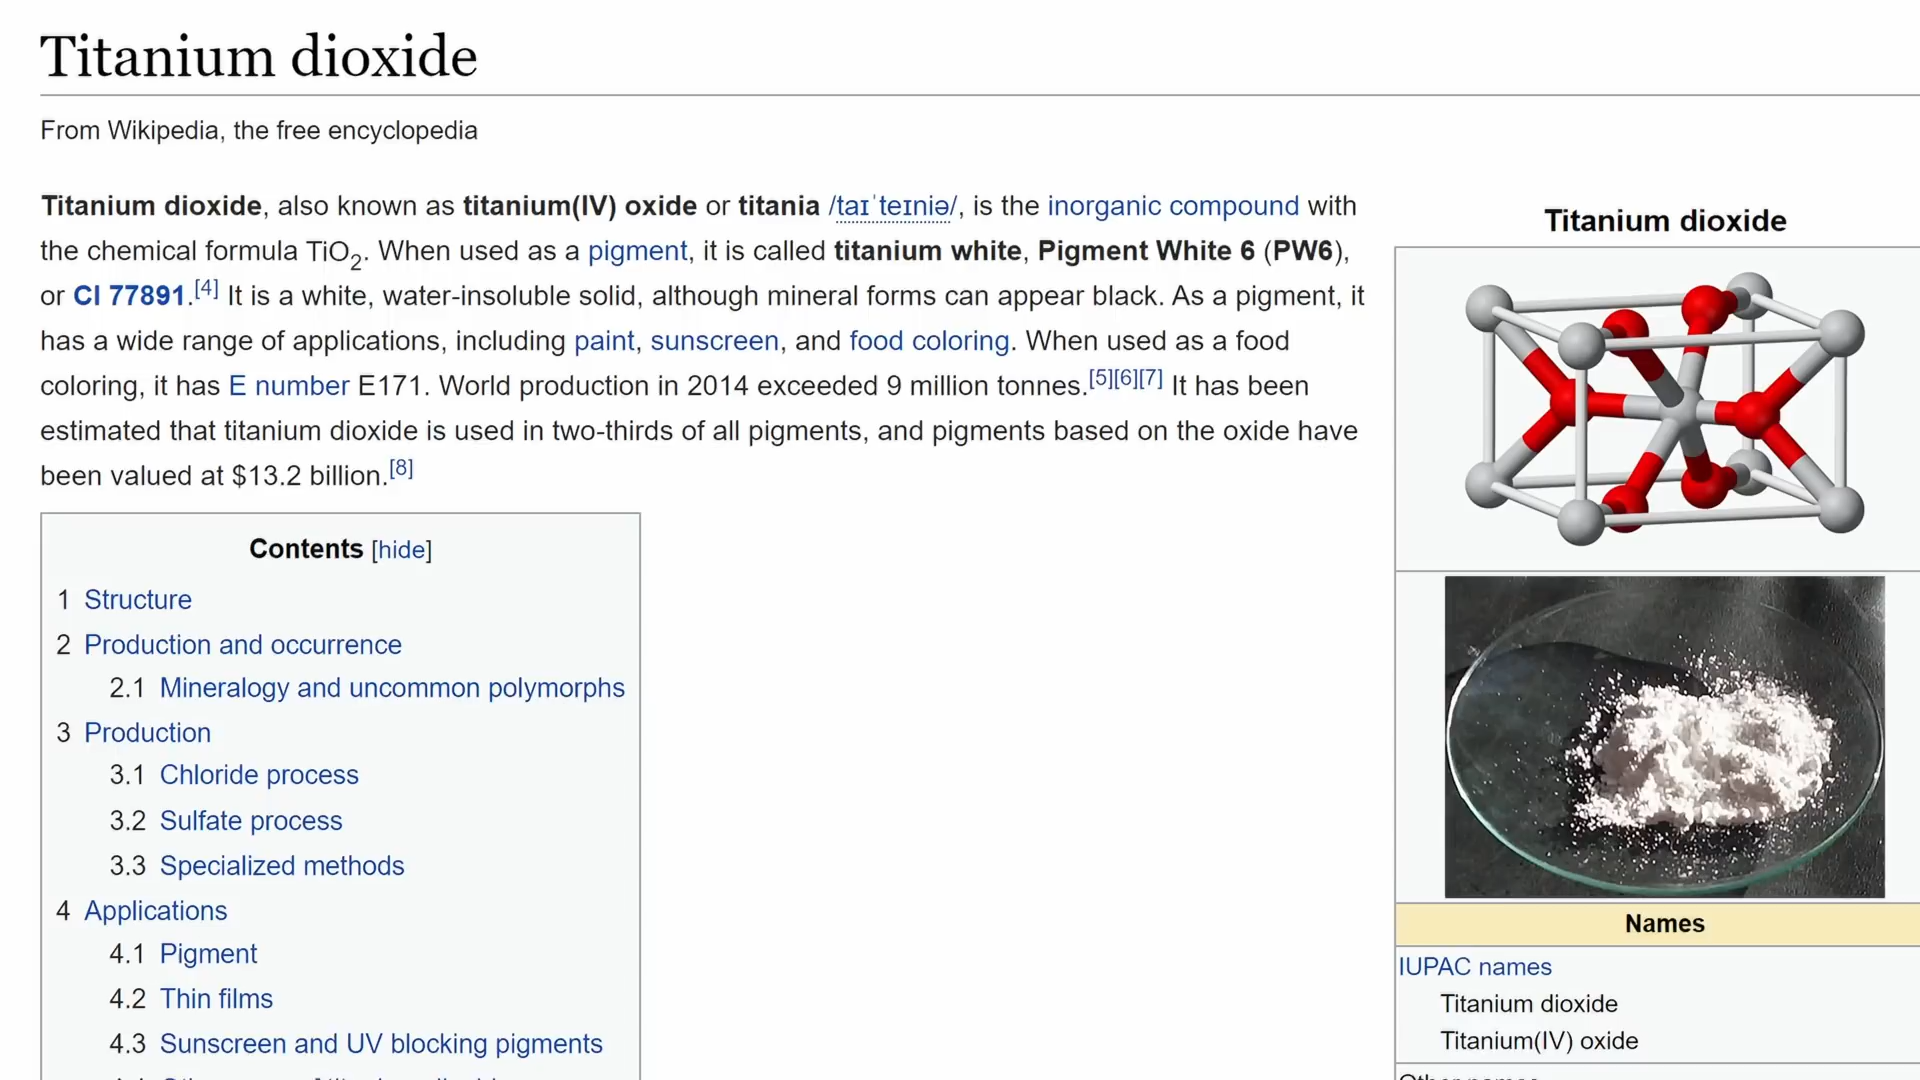 Titanium dioxide
From Wikipedia, the free encyclopedia
Titanium dioxide, also known as titanium(IV) oxide or titania /taɪˈteɪniə/, is the inorganic compound with
the chemical formula TiO₂. When used as a pigment, it is called titanium white, Pigment White 6 (PW6),
or CI 77891.[4] It is a white, water-insoluble solid, although mineral forms can appear black. As a pigment, it
has a wide range of applications, including paint, sunscreen, and food coloring. When used as a food
coloring, it has E number E171. World production in 2014 exceeded 9 million tonnes.[5][6][7] It has been
estimated that titanium dioxide is used in two-thirds of all pigments, and pigments based on the oxide have
been valued at $13.2 billion.[8]
Contents [hide]
1 Structure
2 Production and occurrence
2.1 Mineralogy and uncommon polymorphs
3 Production
3.1 Chloride process
3.2 Sulfate process
3.3 Specialized methods
4 Applications
4.1 Pigment
4.2 Thin films
4.3 Sunscreen and UV blocking pigments
Titanium dioxide
Names
IUPAC names
Titanium dioxide
Titanium(IV) oxide
Other names